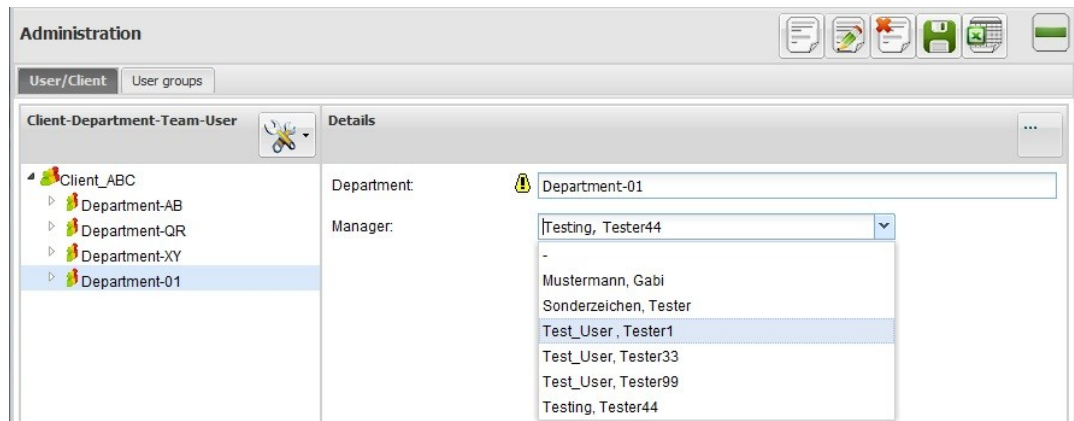 Administration
User/Client
User groups
Client-Department-Team-User
Details
...
Client_ABC
Department-AB
Department-QR
Department-XY
Department-01
Department:
Department-01
Manager:
Testing, Tester44
-
Mustermann, Gabi
Sonderzeichen, Tester
Test_User , Tester1
Test_User, Tester33
Test_User, Tester99
Testing, Tester44